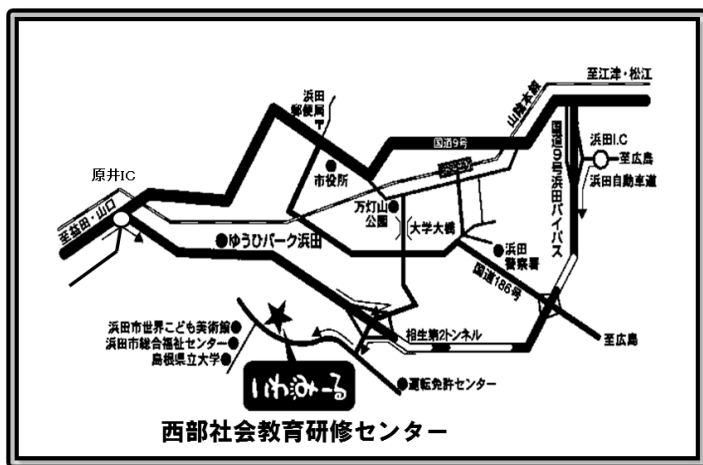 至江津・松江
浜田
郵便局
〒
山陰本線
国道9号
国道9号浜田バイパス
浜田I.C
至広島
浜田自動車道
原井IC
市役所
万灯山
公園
大学大橋
至益田・山口
ゆうひパーク浜田
浜田
警察署
国道186号
浜田市世界こども美術館
浜田市総合福祉センター
島根県立大学
相生第2トンネル
至広島
いわみーる
運転免許センター
西部社会教育研修センター